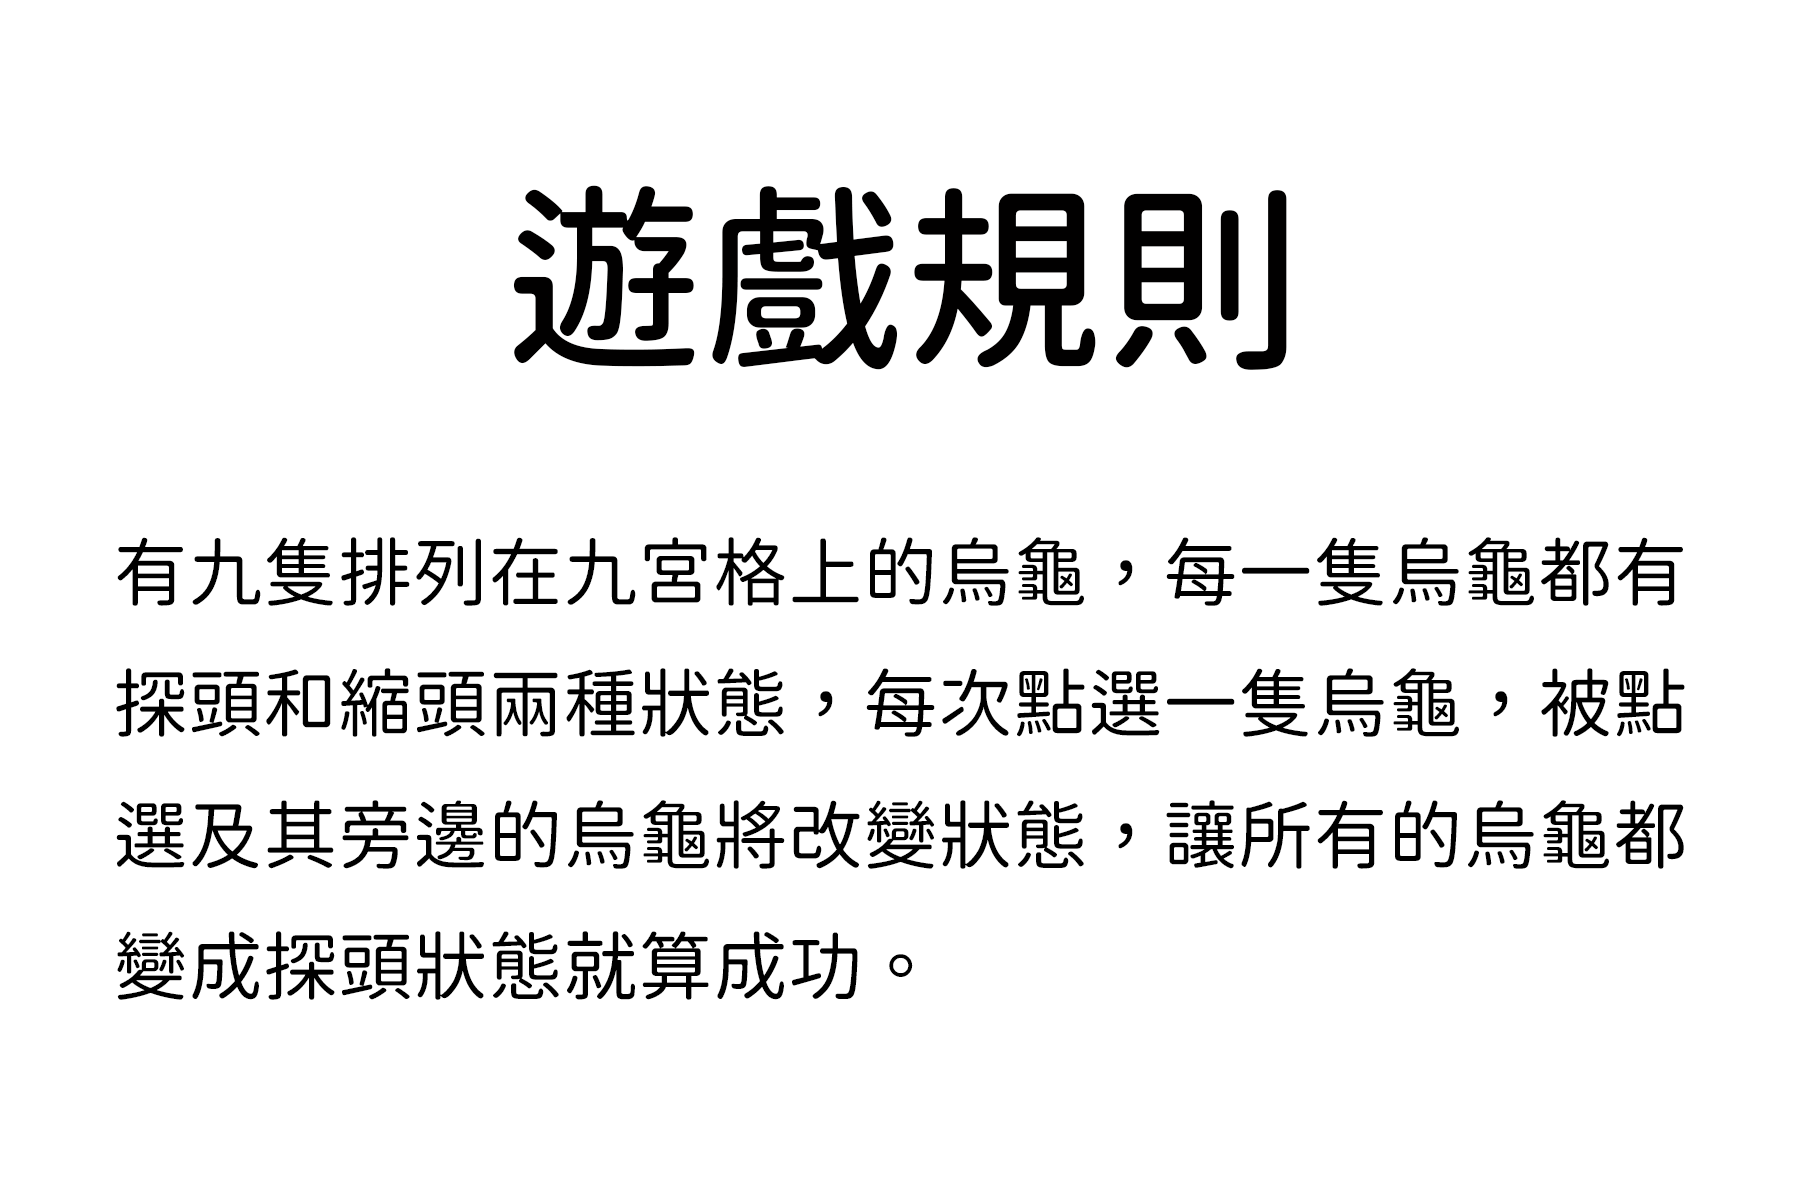 遊戲規則
有九隻排列在九宮格上的烏龜，每一隻烏龜都有
探頭和縮頭兩種狀態，每次點選一隻烏龜，被點
選及其旁邊的烏龜將改變狀態，讓所有的烏龜都
變成探頭狀態就算成功。